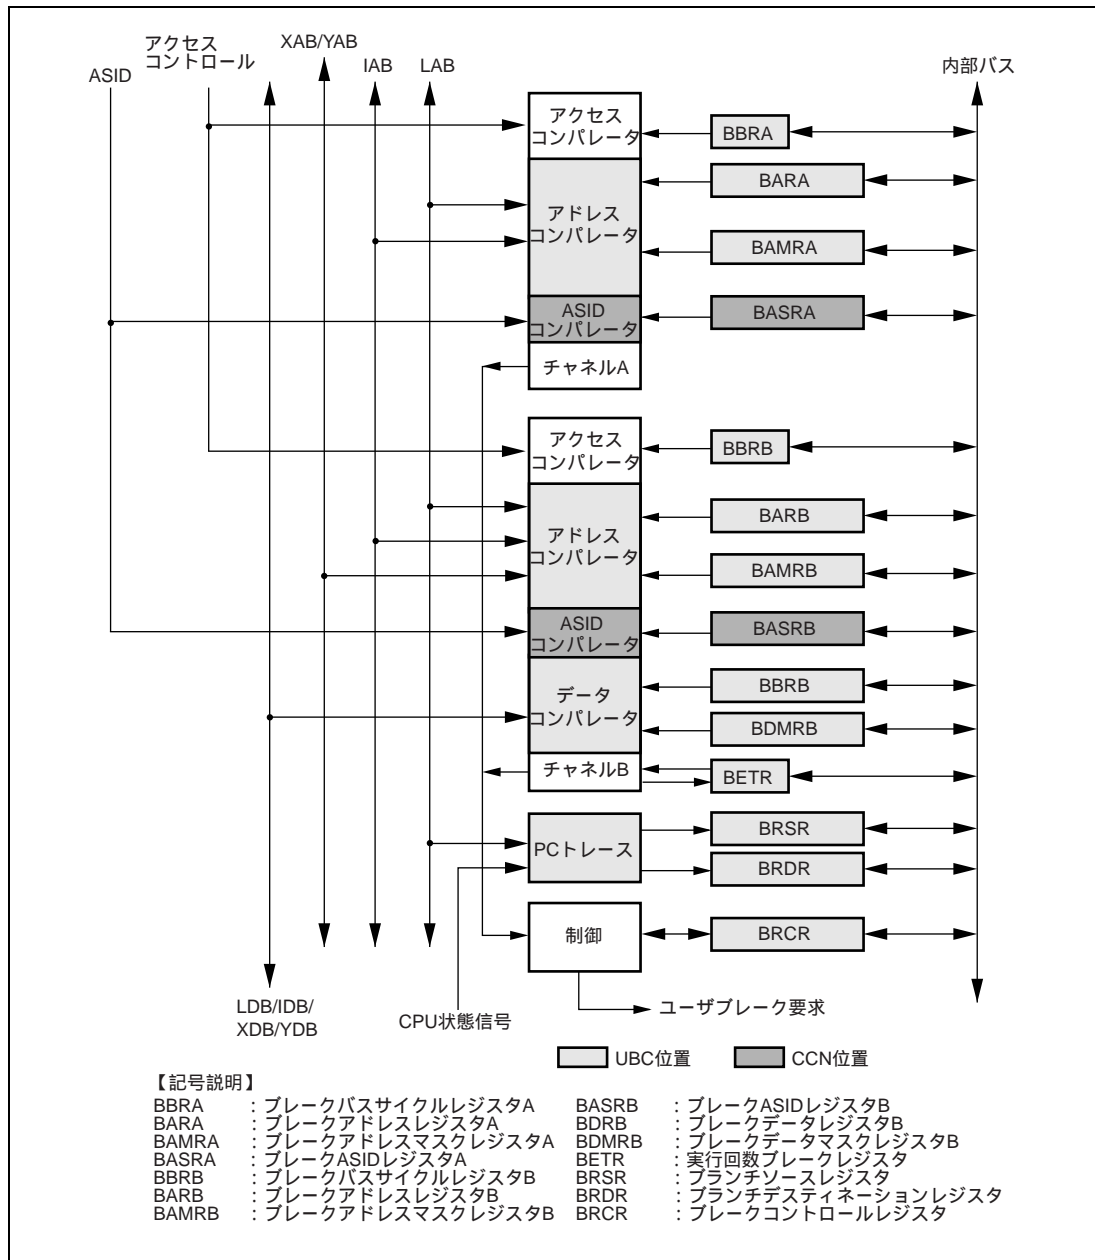 アクセス
コントロール
ASID
XAB/YAB
IAB
LAB
内部バス
アクセス
コンパレータ
BBRA
BARA
アドレス
コンパレータ
BAMRA
ASID
コンパレータ
BASRA
チャネルA
アクセス
コンパレータ
BBRB
BARB
アドレス
コンパレータ
BAMRB
ASID
コンパレータ
BASRB
BBRB
データ
コンパレータ
BDMRB
チャネルB
BETR
BRSR
PCトレース
BRDR
制御
BRCR
LDB/IDB/
XDB/YDB
CPU状態信号
ユーザブレーク要求
UBC位置
CCN位置
【記号説明】
BBRA : ブレークバスサイクルレジスタA
BARA : ブレークアドレスレジスタA
BAMRA : ブレークアドレスマスクレジスタA
BASRA : ブレークASIDレジスタA
BBRB : ブレークバスサイクルレジスタB
BARB : ブレークアドレスレジスタB
BAMRB : ブレークアドレスマスクレジスタB
BASRB : ブレークASIDレジスタB
BDRB : ブレークデータレジスタB
BDMRB : ブレークデータマスクレジスタB
BETR : 実行回数ブレークレジスタ
BRSR : ブランチソースレジスタ
BRDR : ブランチデスティネーションレジスタ
BRCR : ブレークコントロールレジスタ